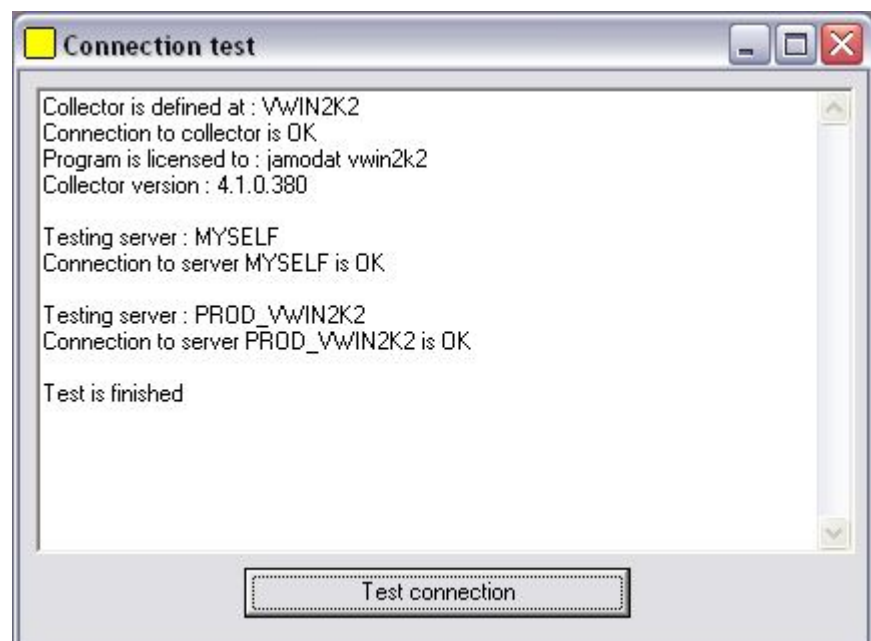 Connection test
Collector is defined at : VWIN2K2
Connection to collector is OK
Program is licensed to : jamodat vwin2k2
Collector version : 4.1.0.380
Testing server : MYSELF
Connection to server MYSELF is OK
Testing server : PROD_VWIN2K2
Connection to server PROD_VWIN2K2 is OK
Test is finished
Test connection